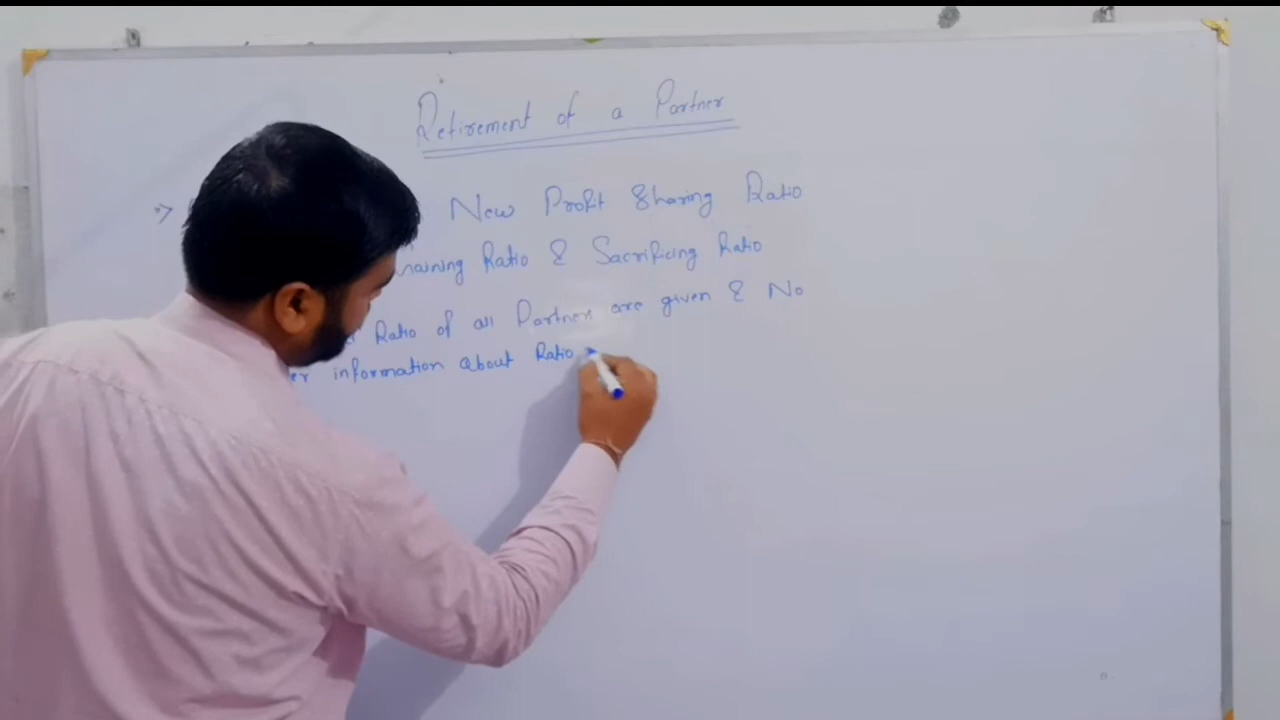 Retirement of a Partner
=> New Profit Sharing Ratio
Ratio & Sacrificing Ratio
Ratio of all Partners are given & No
information about Ratio